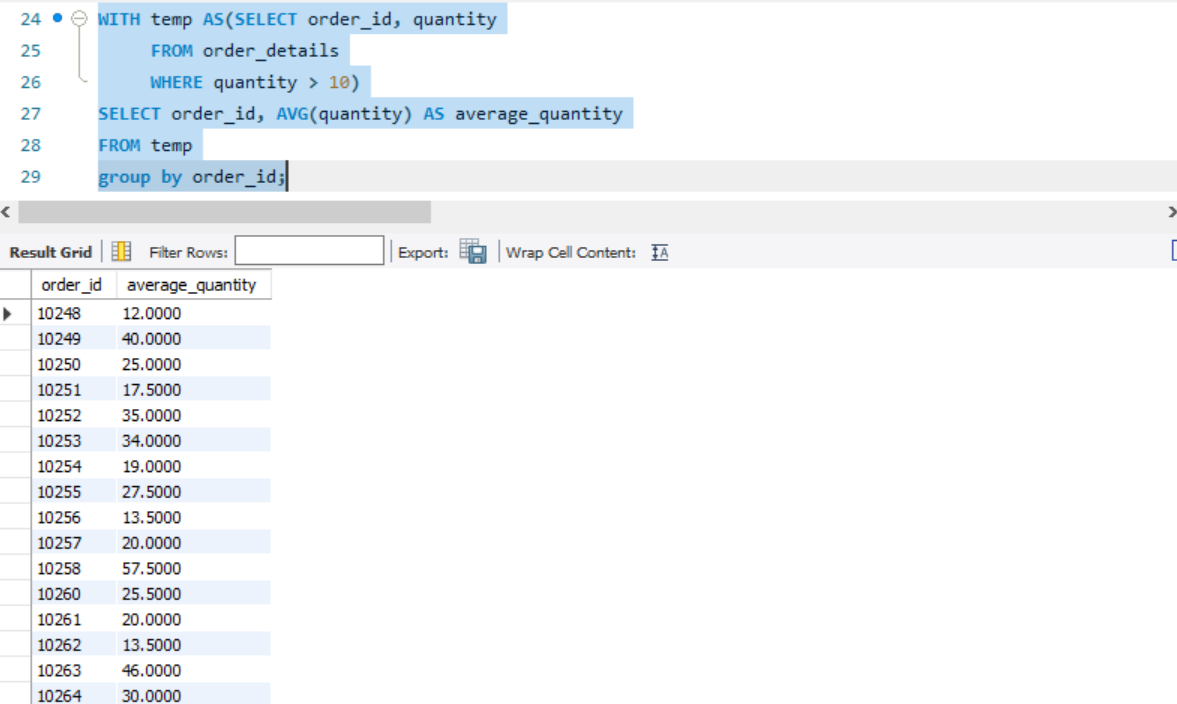 24 WITH temp AS(SELECT order_id, quantity
25 FROM order_details
26 WHERE quantity > 10)
27 SELECT order_id, AVG(quantity) AS average_quantity
28 FROM temp
29 group by order_id;
Result Grid Filter Rows: Export: Wrap Cell Content: IA
order_id average_quantity
10248 12.0000
10249 40.0000
10250 25.0000
10251 17.5000
10252 35.0000
10253 34.0000
10254 19.0000
10255 27.5000
10256 13.5000
10257 20.0000
10258 57.5000
10260 25.5000
10261 20.0000
10262 13.5000
10263 46.0000
10264 30.0000